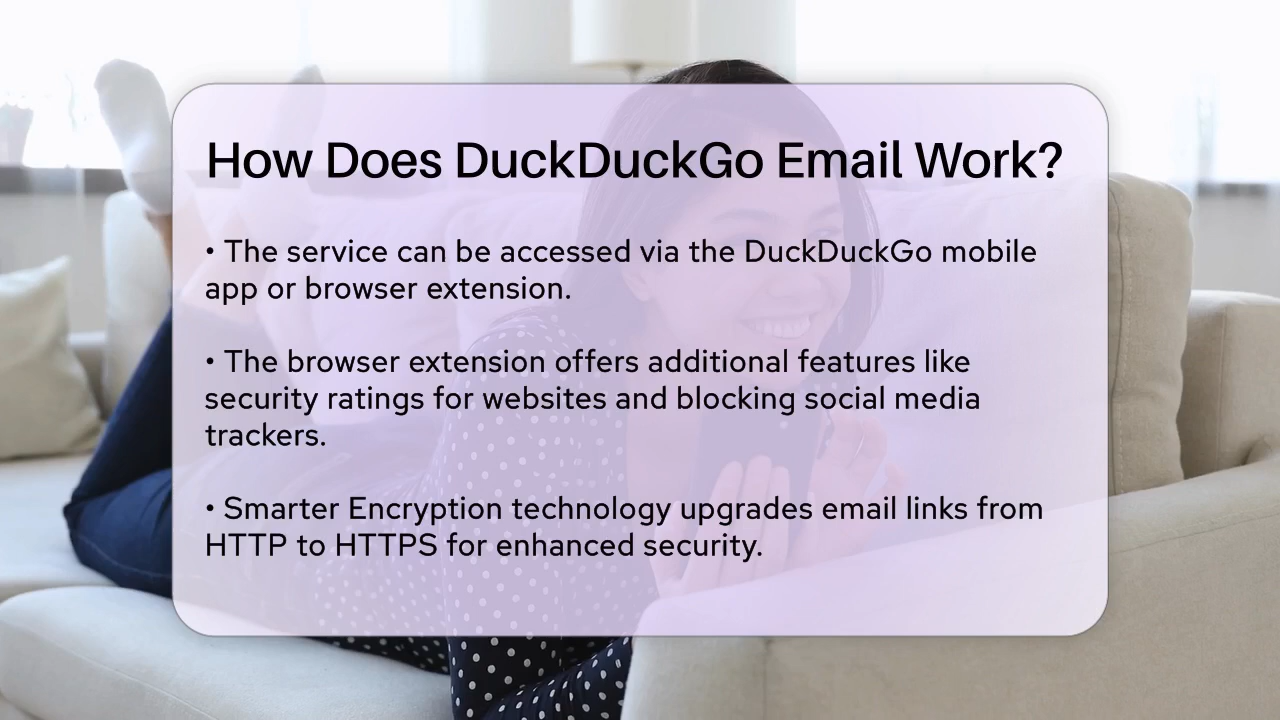 How Does DuckDuckGo Email Work?
• The service can be accessed via the DuckDuckGo mobile
app or browser extension.
• The browser extension offers additional features like
security ratings for websites and blocking social media
trackers.
• Smarter Encryption technology upgrades email links from
HTTP to HTTPS for enhanced security.